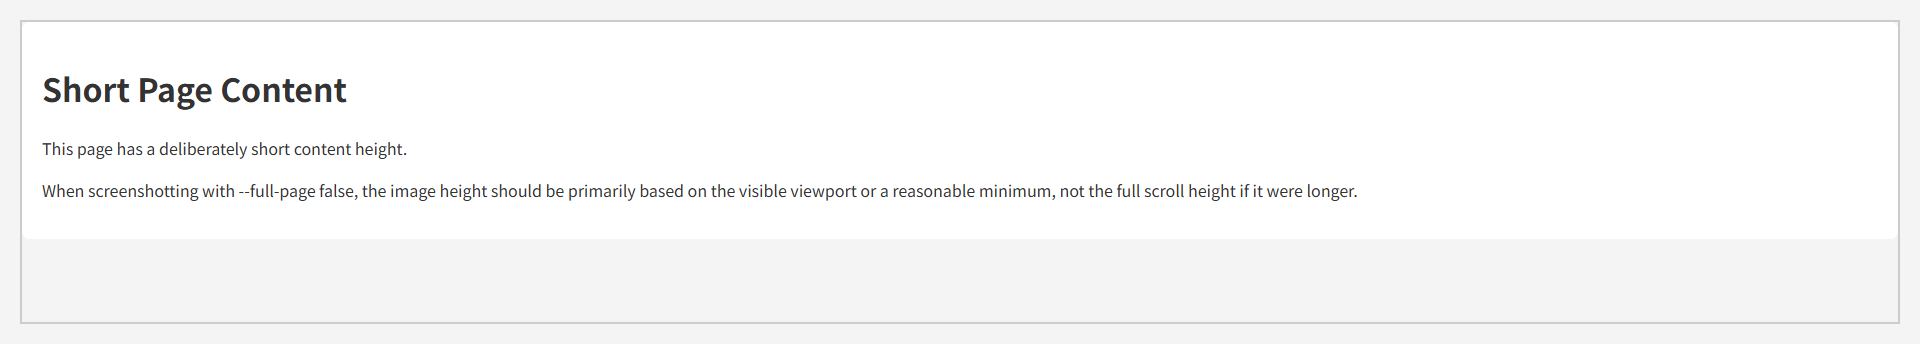 Short Page Content
This page has a deliberately short content height.
When screenshotting with --full-page false, the image height should be primarily based on the visible viewport or a reasonable minimum, not the full scroll height if it were longer.